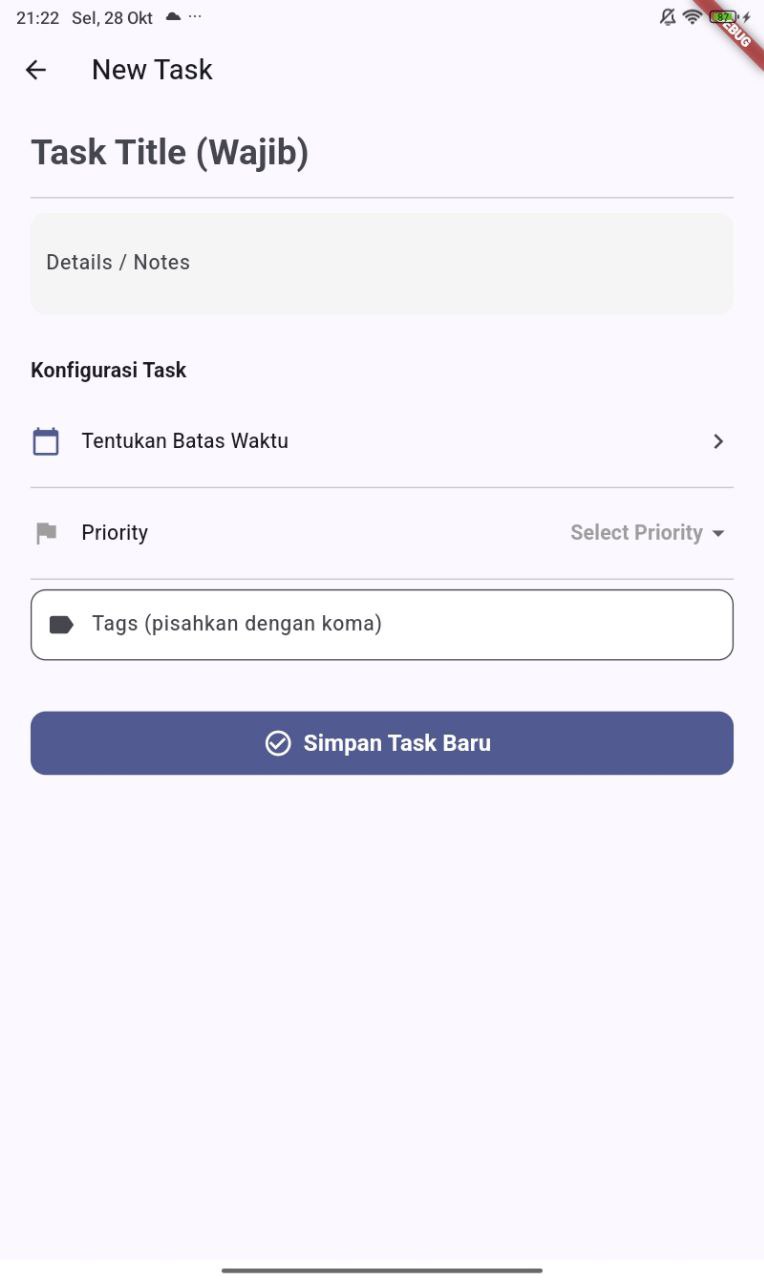 21:22 Sel, 28 Okt ...
87
New Task
Task Title (Wajib)
Details / Notes
Konfigurasi Task
Tentukan Batas Waktu
Priority Select Priority
Tags (pisahkan dengan koma)
Simpan Task Baru